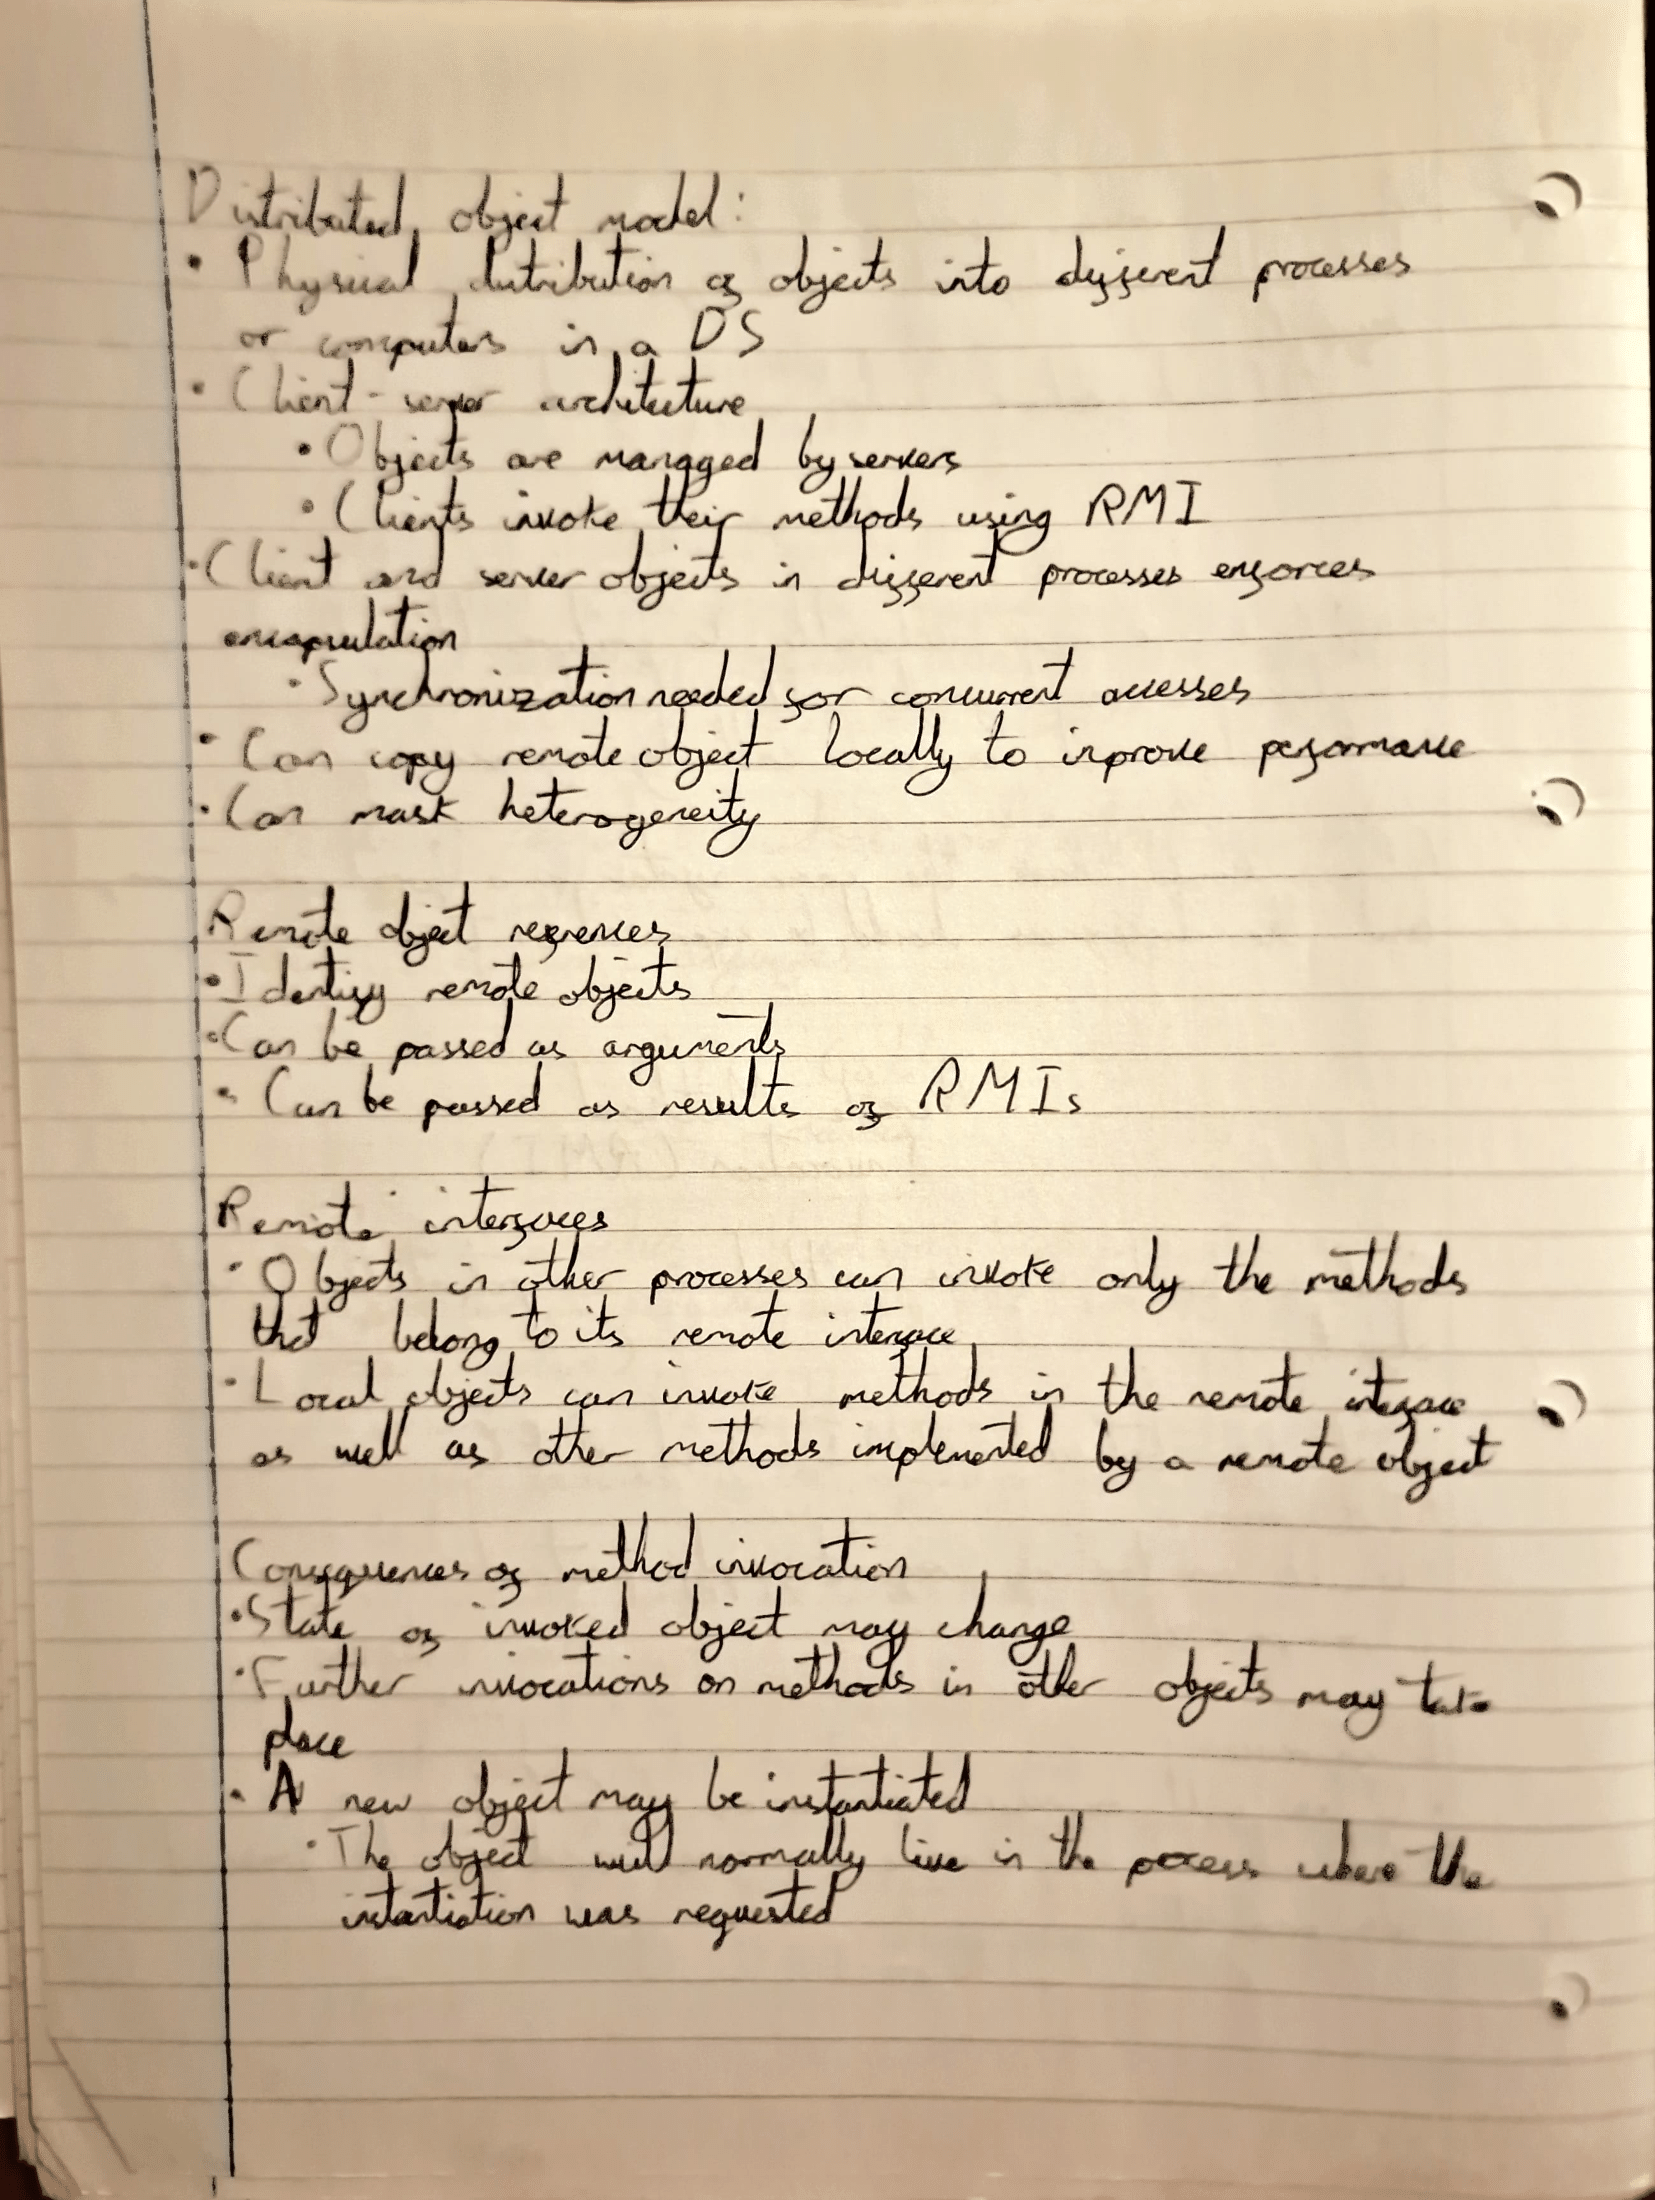 Distributed object model:
• Physical distribution of objects into different processes
or computers in a DS
• Client-server architecture
• Objects are managed by servers
• Clients invoke their methods using RMI
• Client and server objects in different processes enforces
encapsulation
• Synchronization needed for concurrent accesses
• Can copy remote object locally to improve performance
• Can mask heterogeneity
Remote object references
• Identify remote objects
• Can be passed as arguments
• Can be passed as results of RMIs
Remote interfaces
• Objects in other processes can invoke only the methods
that belong to its remote interface
• Local objects can invoke methods in the remote interface
as well as other methods implemented by a remote object
Consequences of method invocation
• State of invoked object may change
• Further invocations on methods in other objects may take
place
• A new object may be instantiated
• The object will normally live in the process where the
instantiation was requested